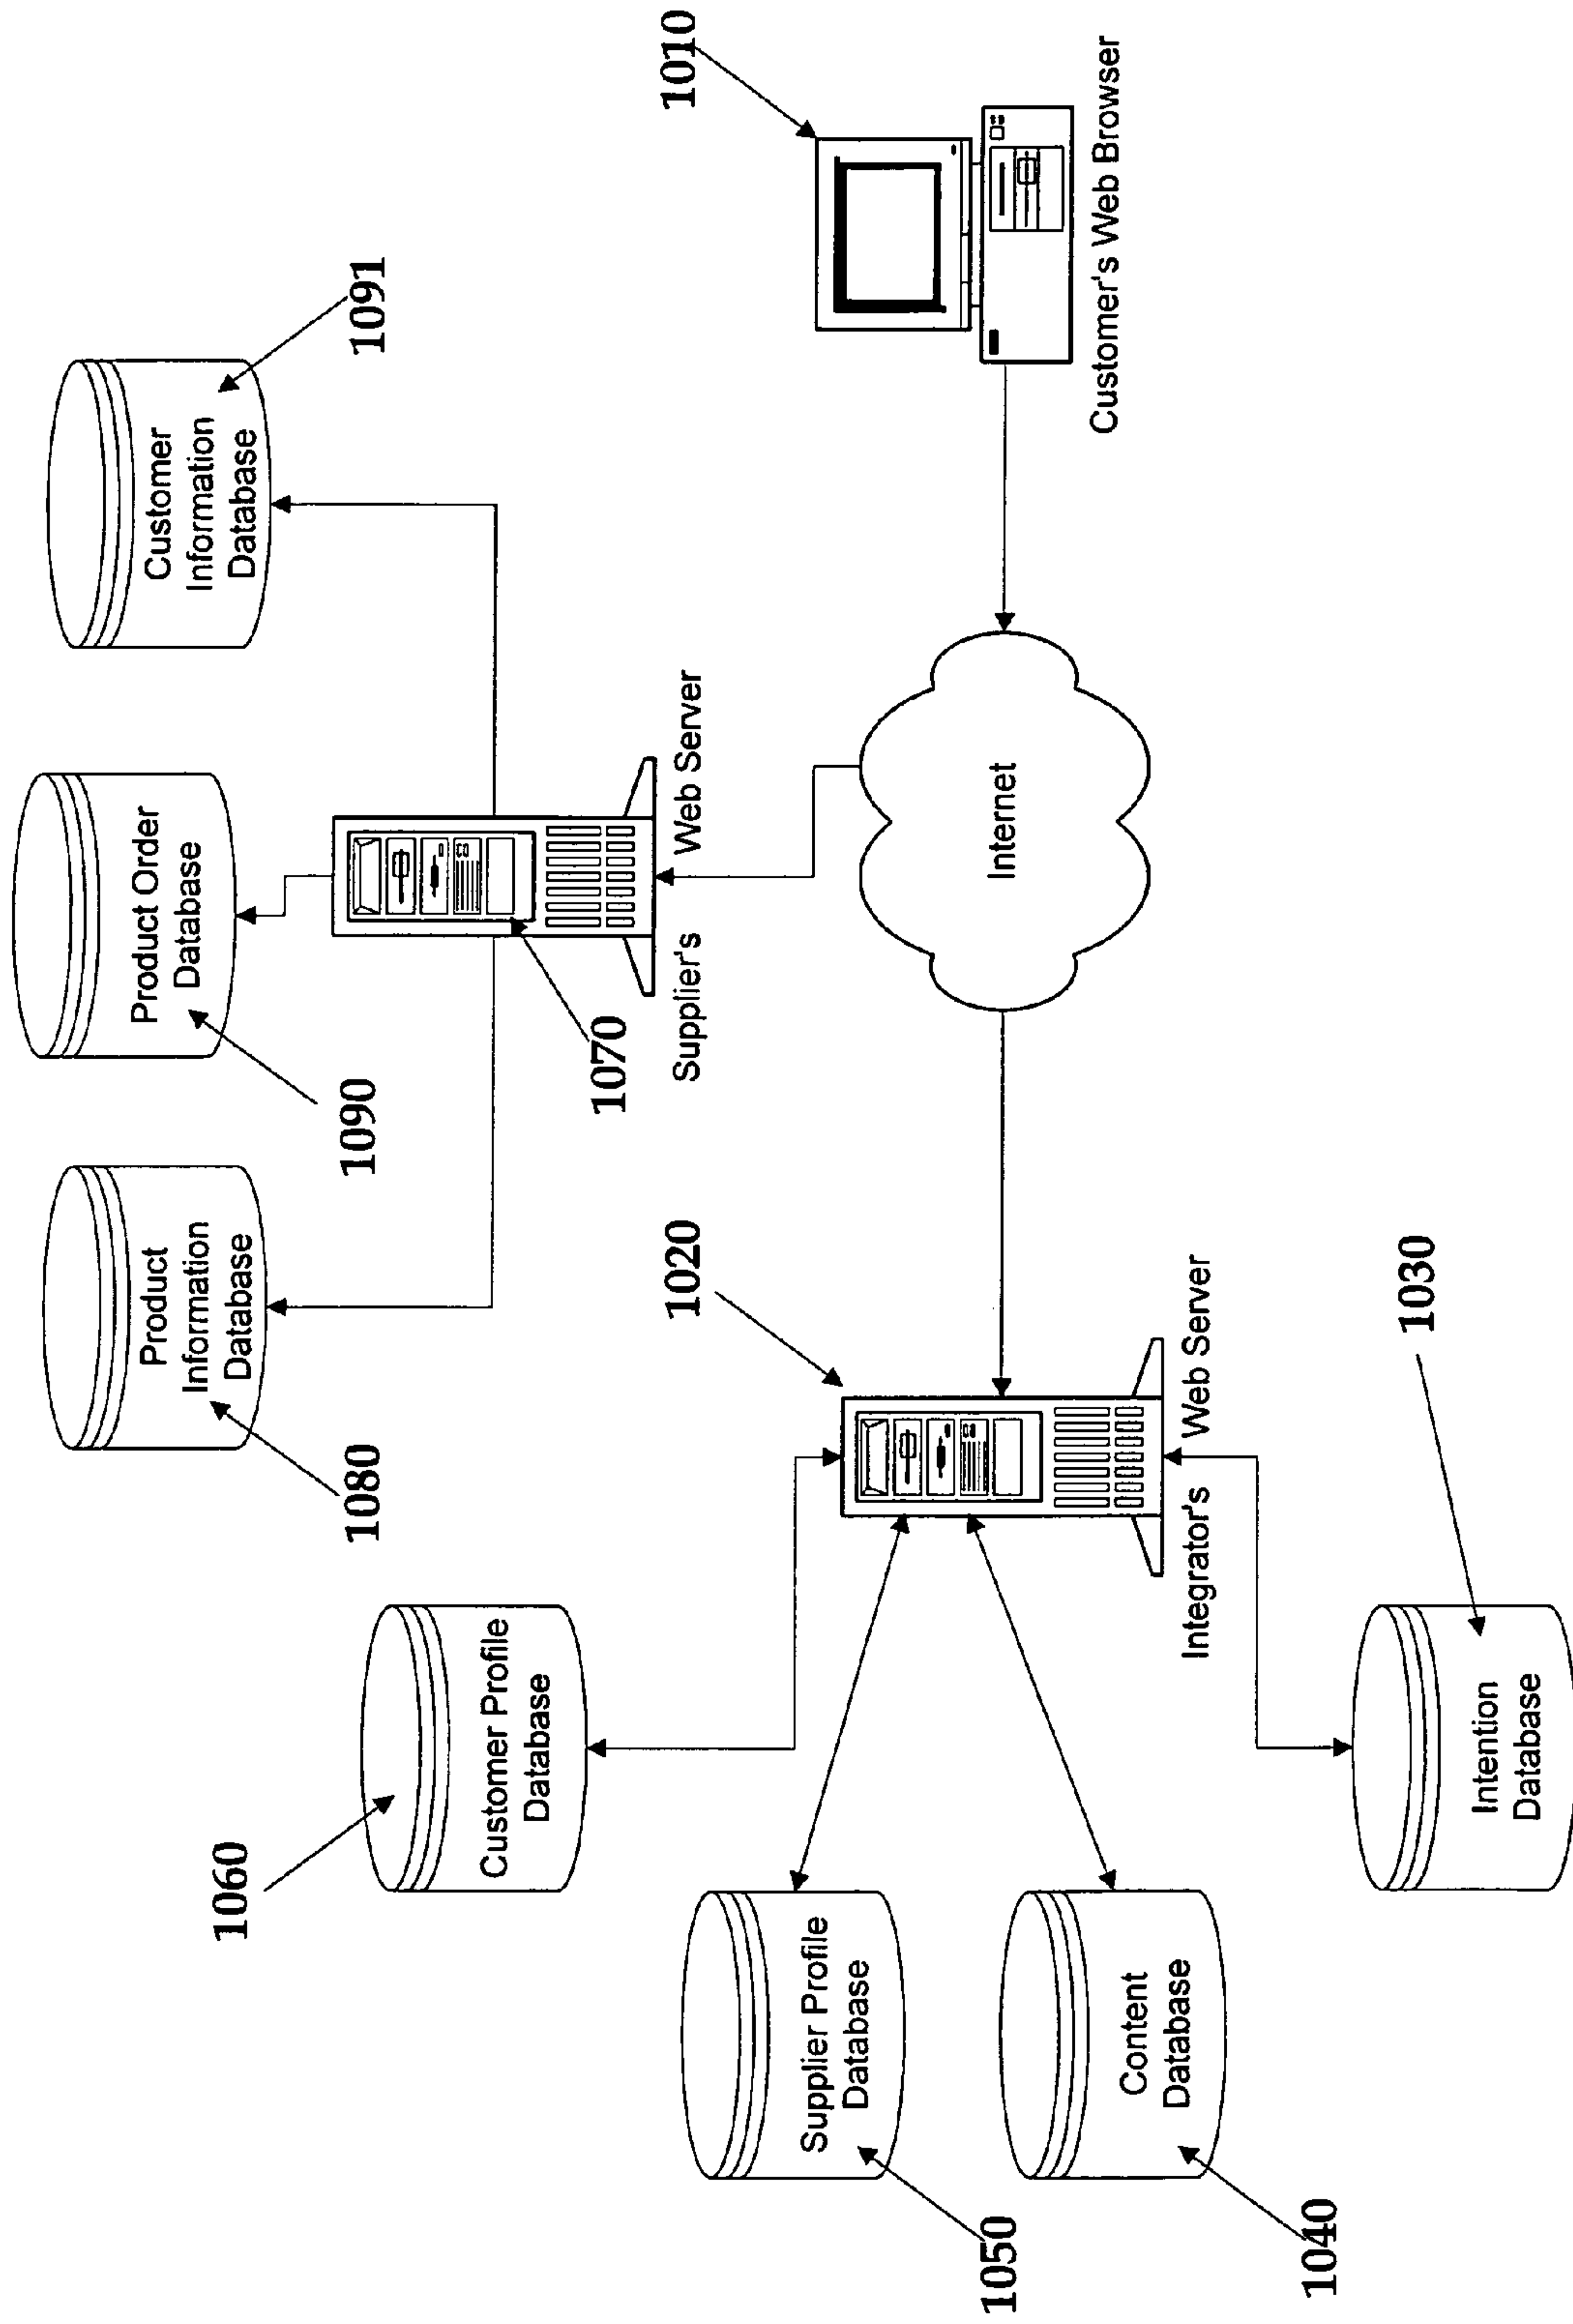 Product
Information
Database
Product Order
Database
Customer
Information
Database
1060
1080
1090
1091
Customer Profile
Database
1070
Supplier's Web Server
1020
1010
Supplier Profile
Database
1050
Internet
Customer's Web Browser
Content
Database
Integrator's Web Server
1040
1030
Intention
Database